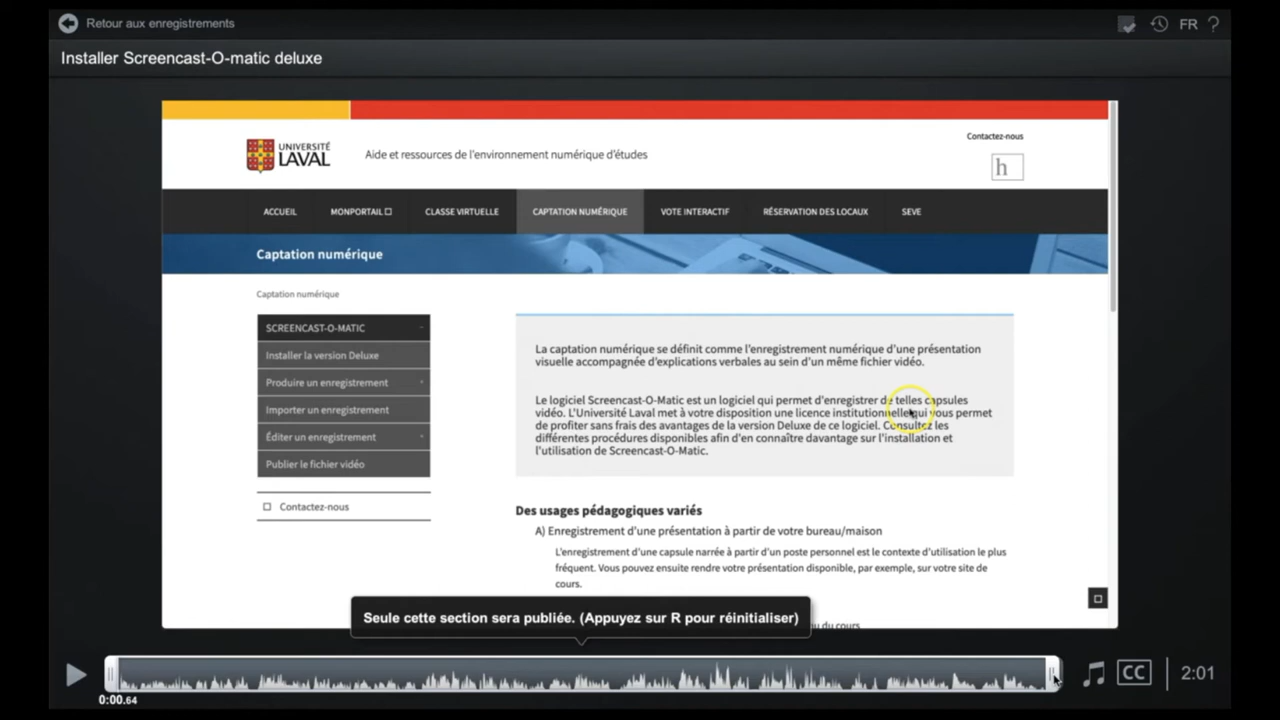 Retour aux enregistrements
FR ?
Installer Screencast-O-matic deluxe
Contactez-nous
UNIVERSITÉ
LAVAL
Aide et ressources de l'environnement numérique d'études
h
ACCUEIL MONPORTAIL CLASSE VIRTUELLE CAPTATION NUMÉRIQUE VOTE INTERACTIF RÉSERVATION DES LOCAUX SEVE
Captation numérique
Captation numérique
SCREENCAST-O-MATIC
Installer la version Deluxe
Produire un enregistrement
Importer un enregistrement
Éditer un enregistrement
Publier le fichier vidéo
Contactez-nous
La captation numérique se définit comme l'enregistrement numérique d'une présentation
visuelle accompagnée d'explications verbales au sein d'un même fichier vidéo.
Le logiciel Screencast-O-Matic est un logiciel qui permet d'enregistrer de telles capsules
vidéo. L'Université Laval met à votre disposition une licence institutionnelle qui vous permet
de profiter sans frais des avantages de la version Deluxe de ce logiciel. Consultez les
différentes procédures disponibles afin d'en connaître davantage sur l'installation et
l'utilisation de Screencast-O-Matic.
Des usages pédagogiques variés
A) Enregistrement d'une présentation à partir de votre bureau/maison
L'enregistrement d'une capsule narrée à partir d'un poste personnel est le contexte d'utilisation le plus
fréquent. Vous pouvez ensuite rendre votre présentation disponible, par exemple, sur votre site de
cours.
du cours
Seule cette section sera publiée. (Appuyez sur R pour réinitialiser)
CC 2:01
0:00.64